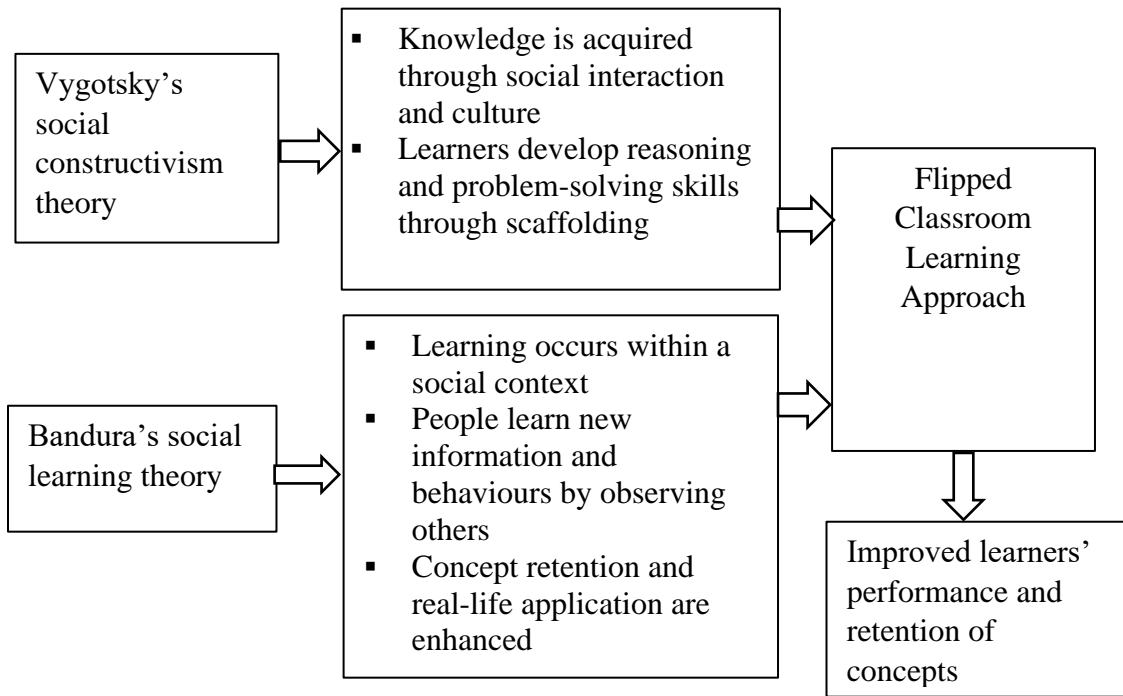 Vygotsky’s
social
constructivism
theory
▪ Knowledge is acquired
through social interaction
and culture
▪ Learners develop reasoning
and problem-solving skills
through scaffolding
Flipped
Classroom
Learning
Approach
Bandura’s social
learning theory
▪ Learning occurs within a
social context
▪ People learn new
information and
behaviours by observing
others
▪ Concept retention and
real-life application are
enhanced
Improved learners’
performance and
retention of
concepts